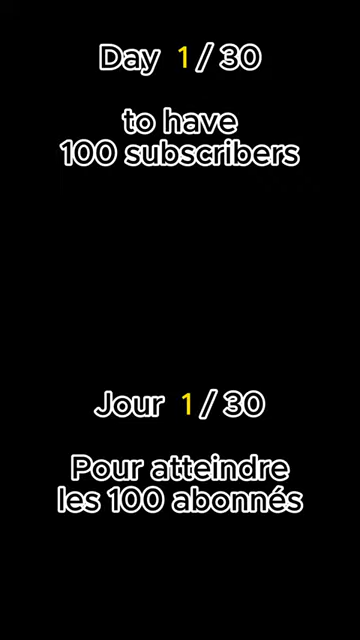 Day 1 / 30
to have
100 subscribers
Jour 1 / 30
Pour atteindre
les 100 abonnés